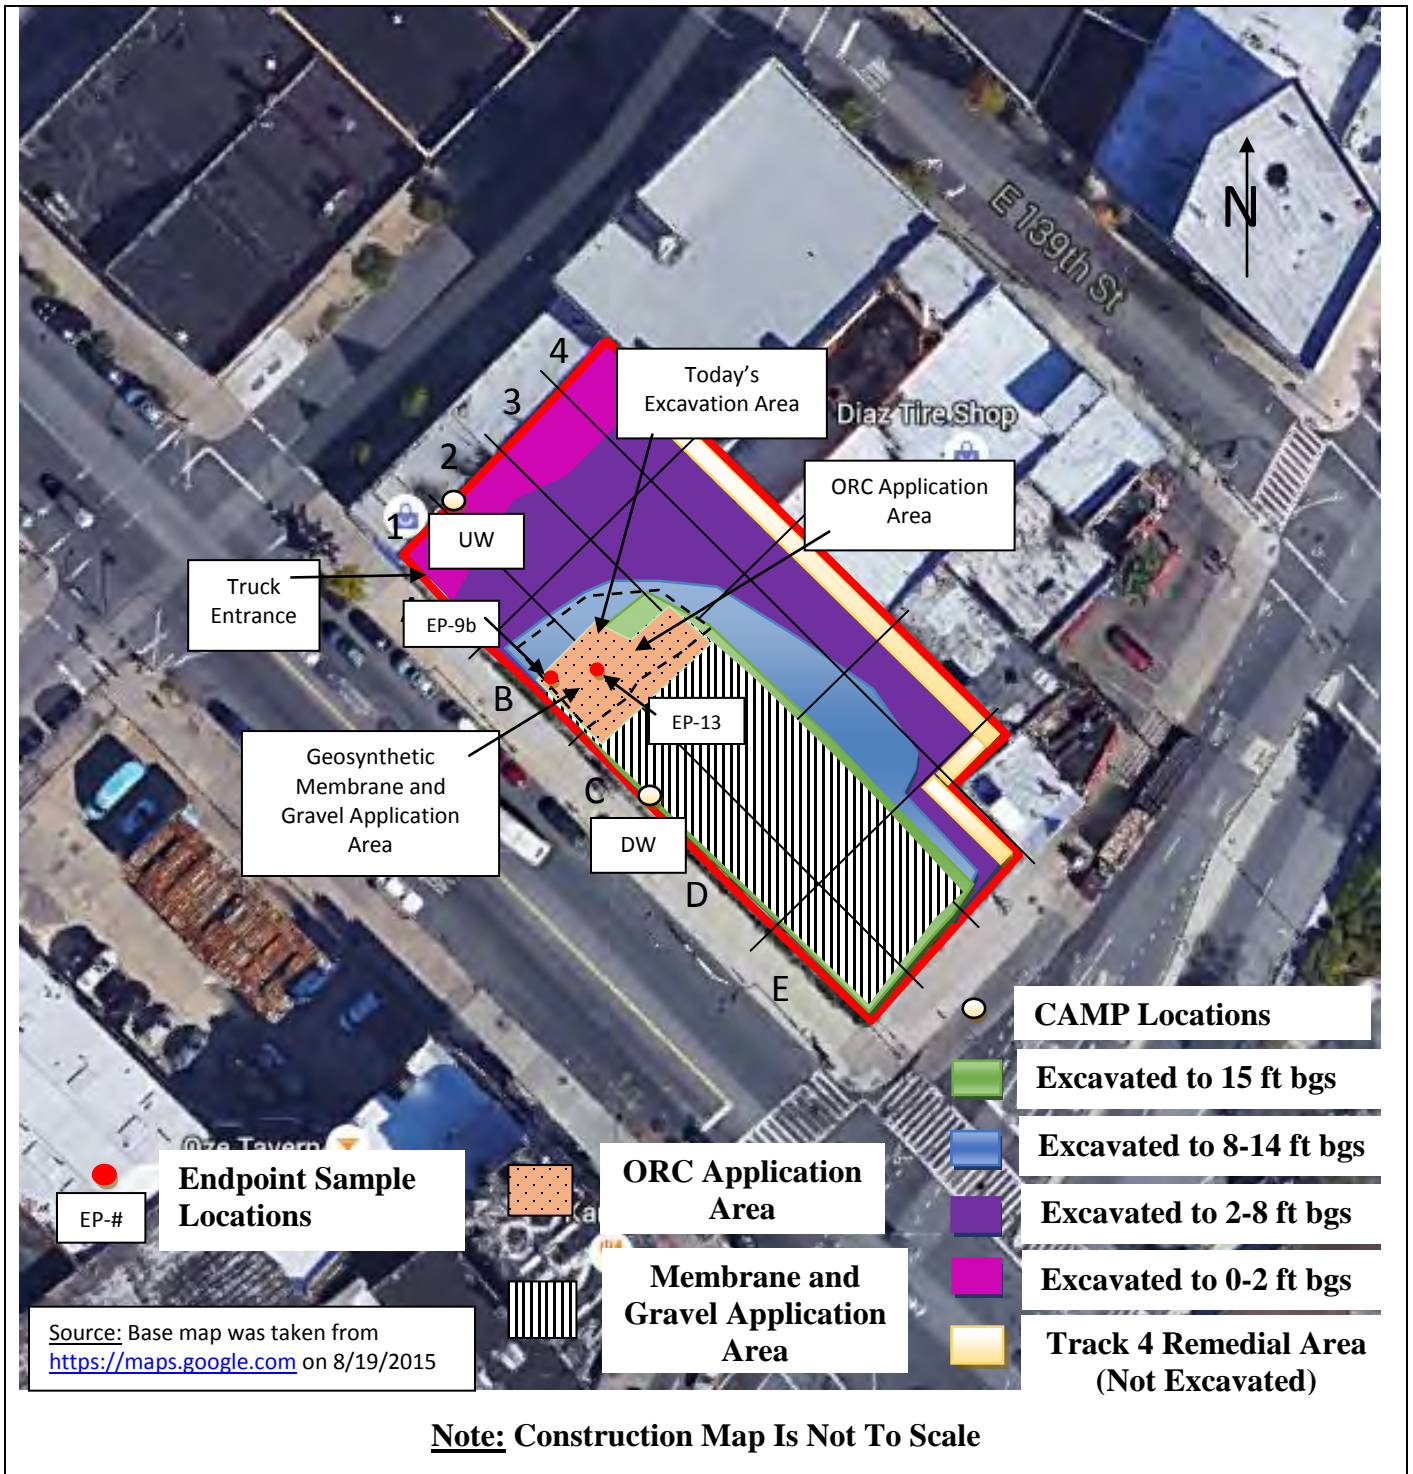 E 139th St
N
4
3
2
1
Today's
Excavation Area
Diaz Tire Shop
ORC Application
Area
UW
Truck
Entrance
A
EP-9b
B
EP-13
Geosynthetic
Membrane and
Gravel Application
Area
C
DW
D
E
CAMP Locations
Excavated to 15 ft bgs
Excavated to 8-14 ft bgs
Excavated to 2-8 ft bgs
Excavated to 0-2 ft bgs
Track 4 Remedial Area
(Not Excavated)
Tavern
EP-#
Endpoint Sample
Locations
ORC Application
Area
Membrane and
Gravel Application
Area
Source: Base map was taken from
https://maps.google.com on 8/19/2015
Note: Construction Map Is Not To Scale